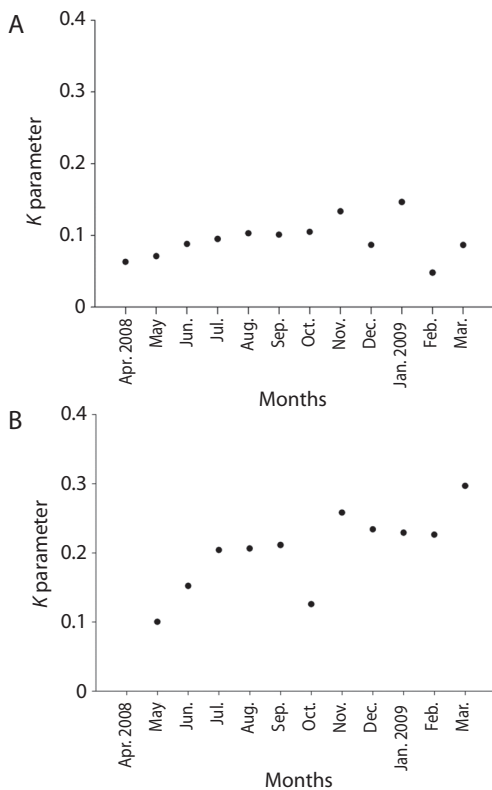 A
0.4
0.3
0.2
0.1
0
K parameter
Apr. 2008
May
Jun.
Jul.
Aug.
Sep.
Oct.
Nov.
Dec.
Jan. 2009
Feb.
Mar.
Months
B
0.4
0.3
0.2
0.1
0
K parameter
Apr. 2008
May
Jun.
Jul.
Aug.
Sep.
Oct.
Nov.
Dec.
Jan. 2009
Feb.
Mar.
Months